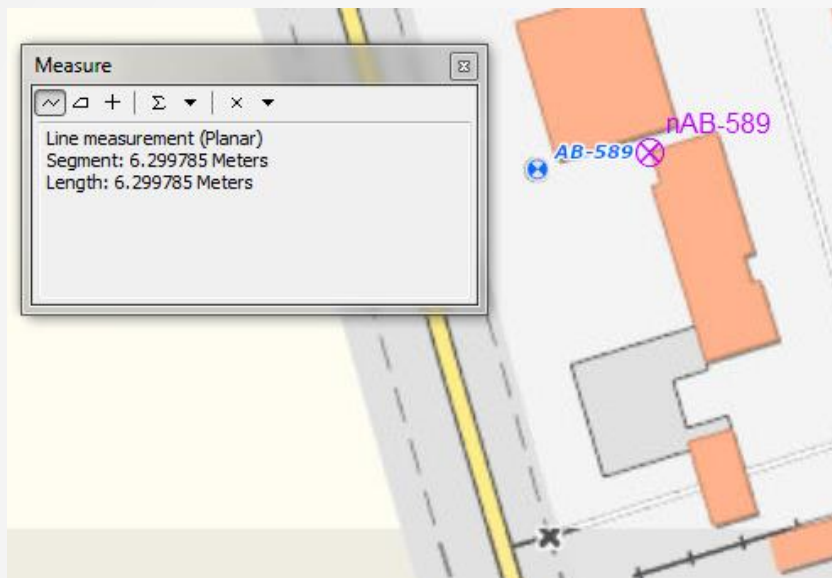 Measure
Line measurement (Planar)
Segment: 6.299785 Meters
Length: 6.299785 Meters
nAB-589
AB-589